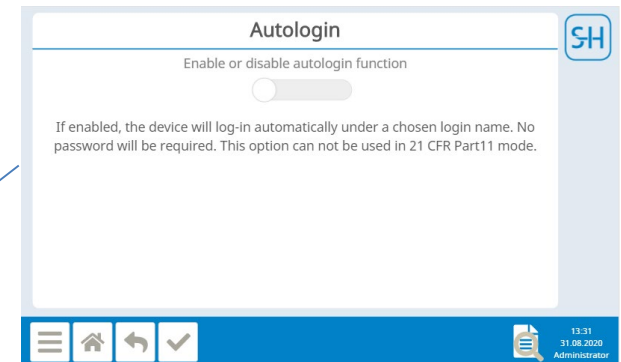 Autologin
SH
Enable or disable autologin function
If enabled, the device will log-in automatically under a chosen login name. No
password will be required. This option can not be used in 21 CFR Part11 mode.
13:31
31.08.2020
Administrator